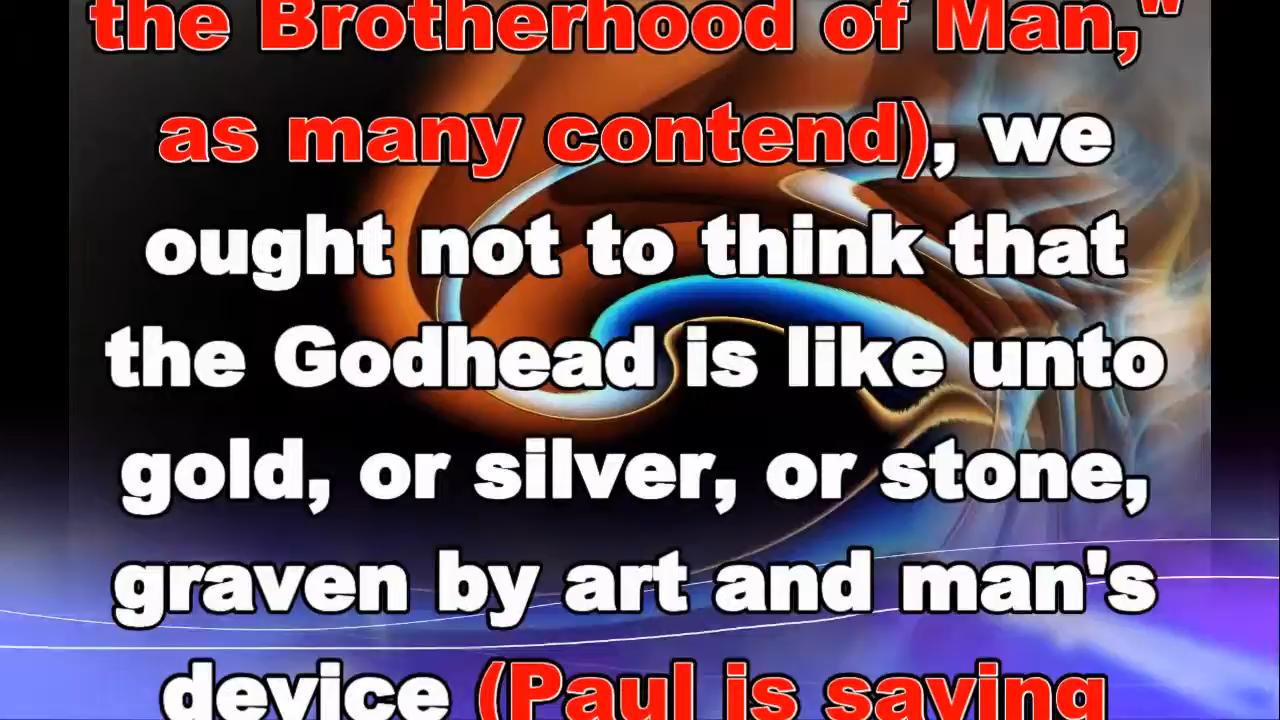 the Brotherhood of Man,"
as many contend), we
ought not to think that
the Godhead is like unto
gold, or silver, or stone,
graven by art and man's
device (Paul is saying